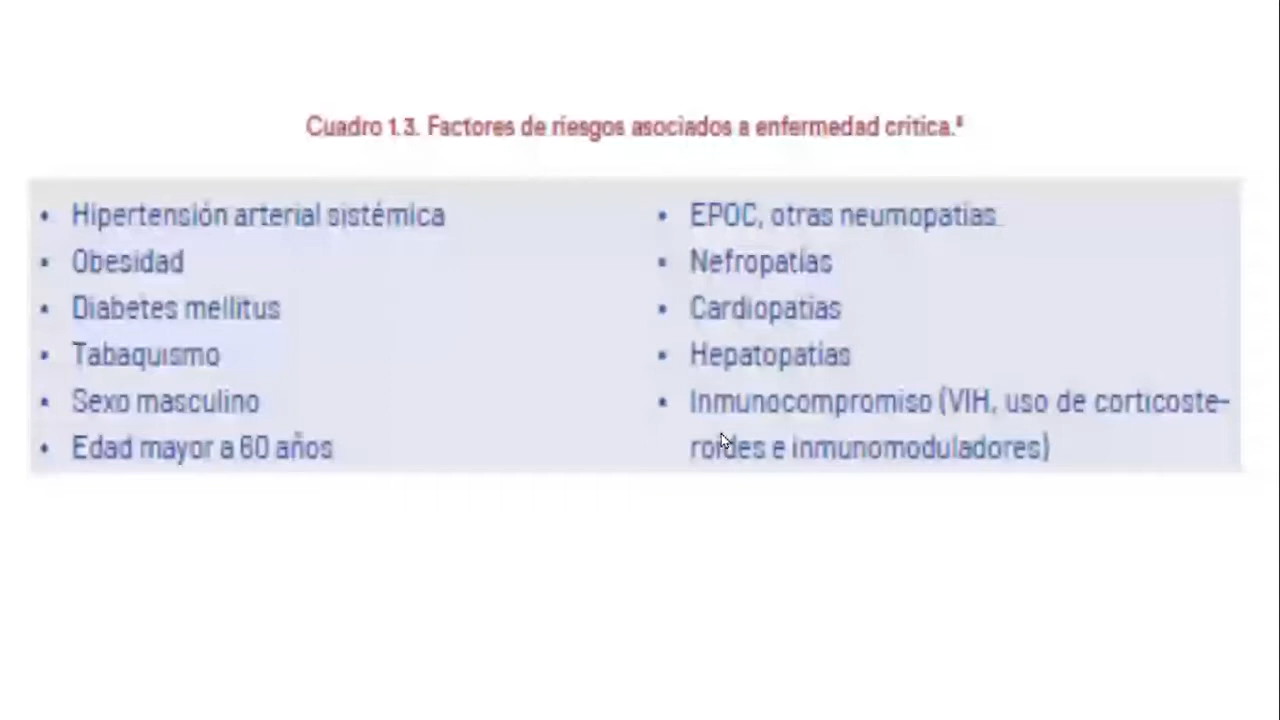 Cuadro 1.3. Factores de riesgos asociados a enfermedad crítica.⁸
• Hipertensión arterial sistémica
• Obesidad
• Diabetes mellitus
• Tabaquismo
• Sexo masculino
• Edad mayor a 60 años
• EPOC, otras neumopatías
• Nefropatías
• Cardiopatías
• Hepatopatías
• Inmunocompromiso (VIH, uso de corticoste-
roides e inmunomoduladores)